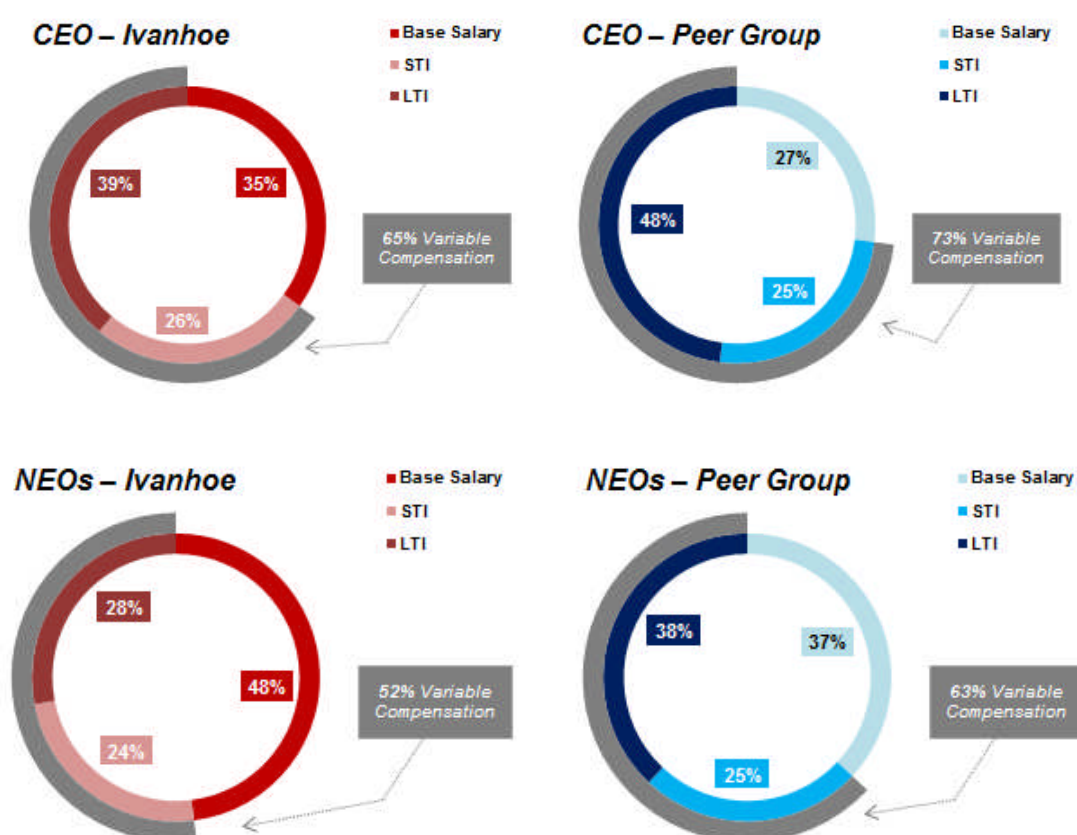 CEO – Ivanhoe
Base Salary
STI
LTI
39%
35%
26%
65% Variable
Compensation
CEO – Peer Group
Base Salary
STI
LTI
27%
48%
25%
73% Variable
Compensation
NEOs – Ivanhoe
Base Salary
STI
LTI
28%
48%
24%
52% Variable
Compensation
NEOs – Peer Group
Base Salary
STI
LTI
38%
37%
25%
63% Variable
Compensation